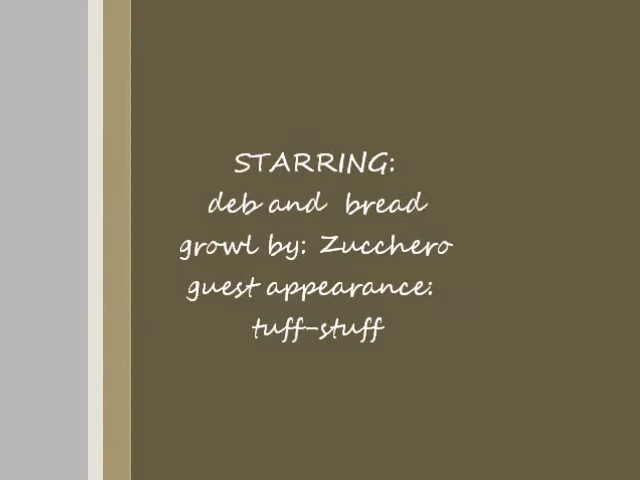 STARRING:
deb and bread
growl by: Zucchero
guest appearance:
tuff-stuff